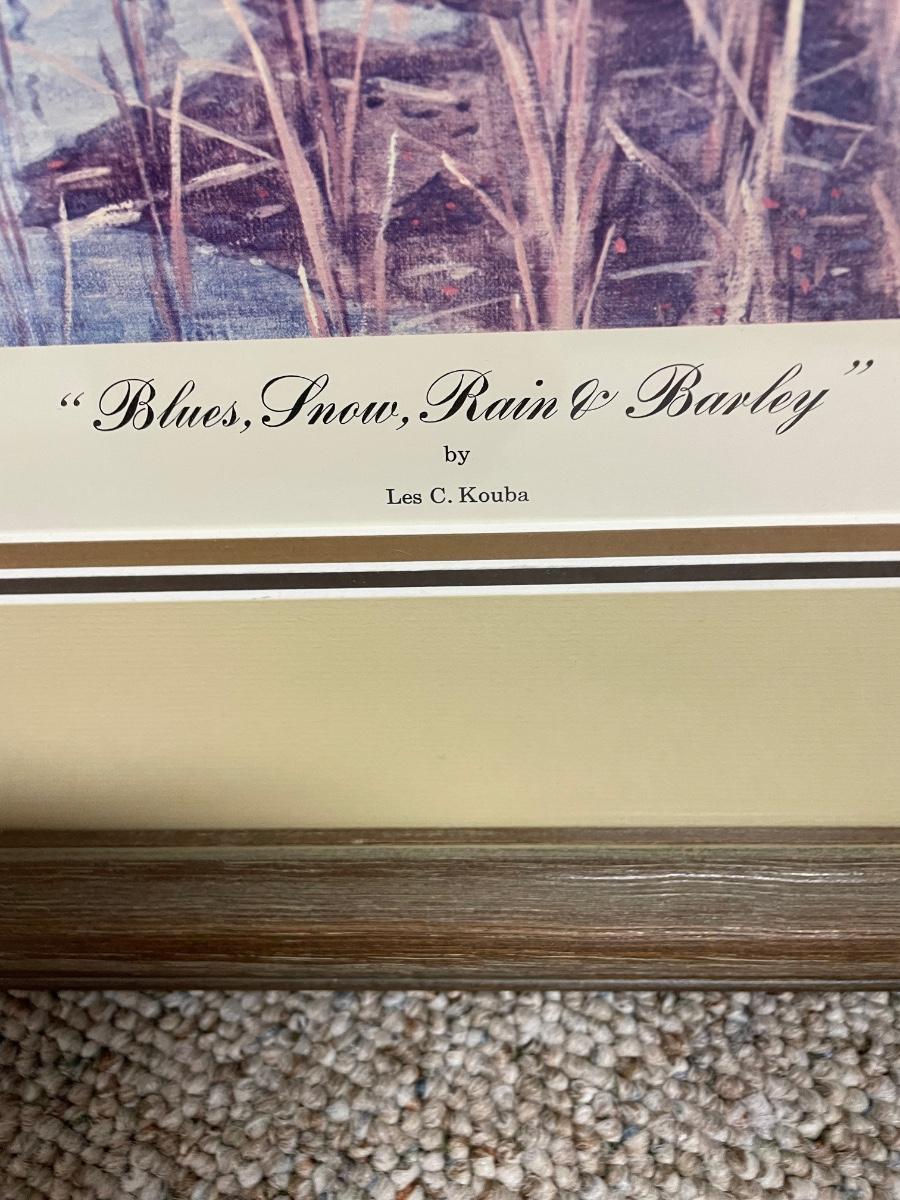 “Blues, Snow, Rain & Barley”
by
Les C. Kouba